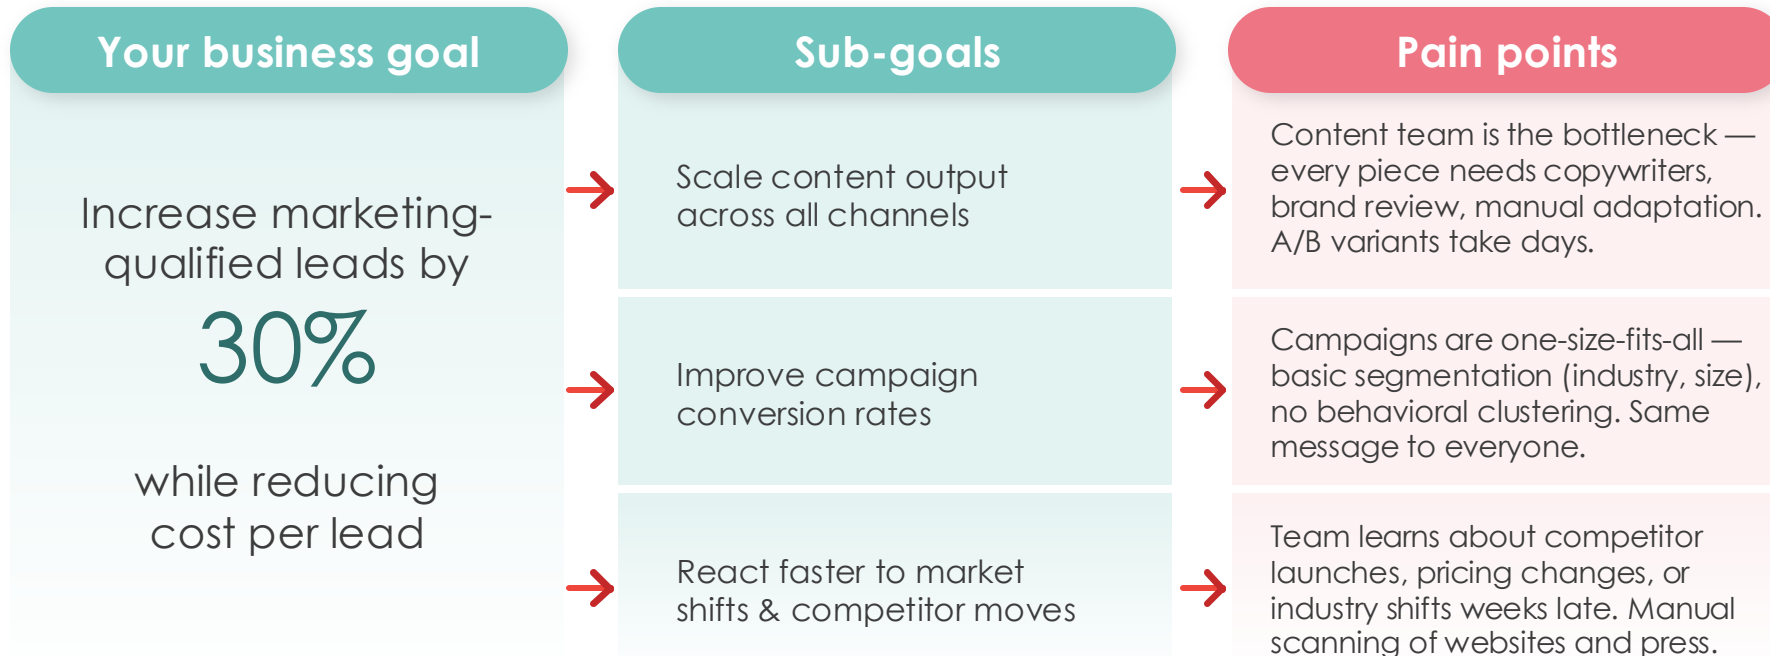 Your business goal
Increase marketing-
qualified leads by
30%
while reducing
cost per lead
Sub-goals
Scale content output
across all channels
Improve campaign
conversion rates
React faster to market
shifts & competitor moves
Pain points
Content team is the bottleneck —
every piece needs copywriters,
brand review, manual adaptation.
A/B variants take days.
Campaigns are one-size-fits-all —
basic segmentation (industry, size),
no behavioral clustering. Same
message to everyone.
Team learns about competitor
launches, pricing changes, or
industry shifts weeks late. Manual
scanning of websites and press.